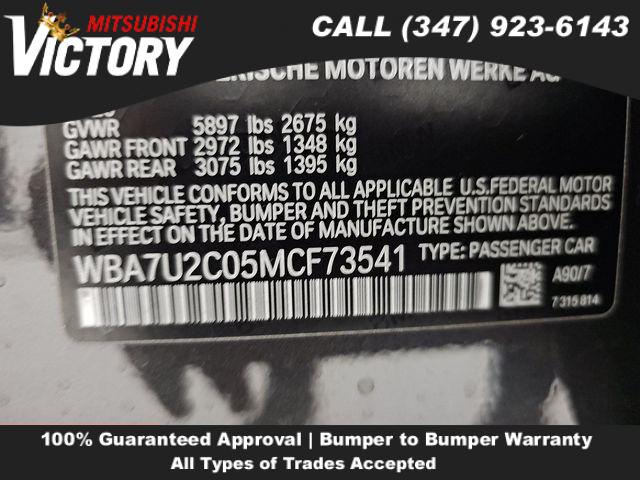 MITSUBISHI
VICTORY
CALL (347) 923-6143
MOTOREN WERKE AG
GVWR 5897 lbs 2675 kg
GAWR FRONT 2972 lbs 1348 kg
GAWR REAR 3075 lbs 1395 kg
THIS VEHICLE CONFORMS TO ALL APPLICABLE U.S.FEDERAL MOTOR
VEHICLE SAFETY, BUMPER AND THEFT PREVENTION STANDARDS
IN EFFECT ON THE DATE OF MANUFACTURE SHOWN ABOVE.
WBA7U2C05MCF73541 TYPE: PASSENGER CAR
A90/7
7315814
100% Guaranteed Approval | Bumper to Bumper Warranty
All Types of Trades Accepted